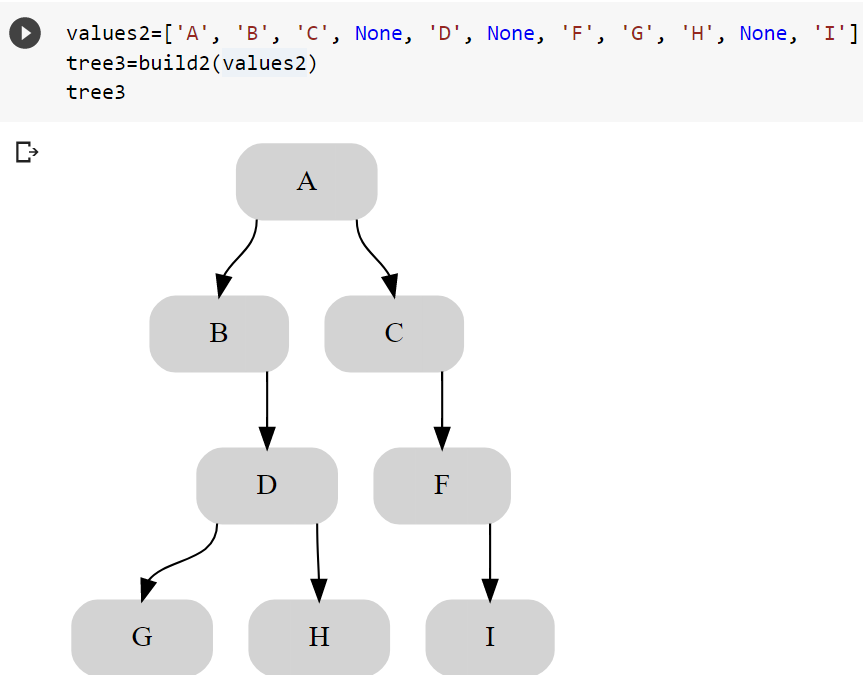 values2=['A', 'B', 'C', None, 'D', None, 'F', 'G', 'H', None, 'I']
tree3=build2(values2)
tree3
A
B C
D F
G H I